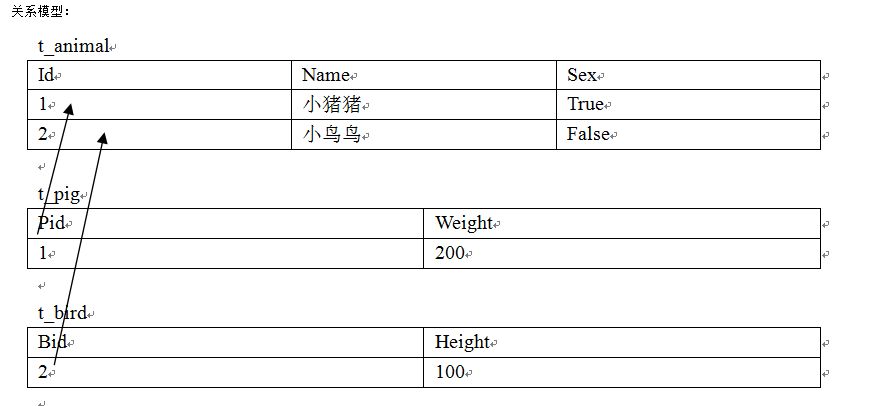 关系模型：
t_animal
Id Name Sex
1 小猪猪 True
2 小鸟鸟 False
t_pig
Pid Weight
1 200
t_bird
Bid Height
2 100